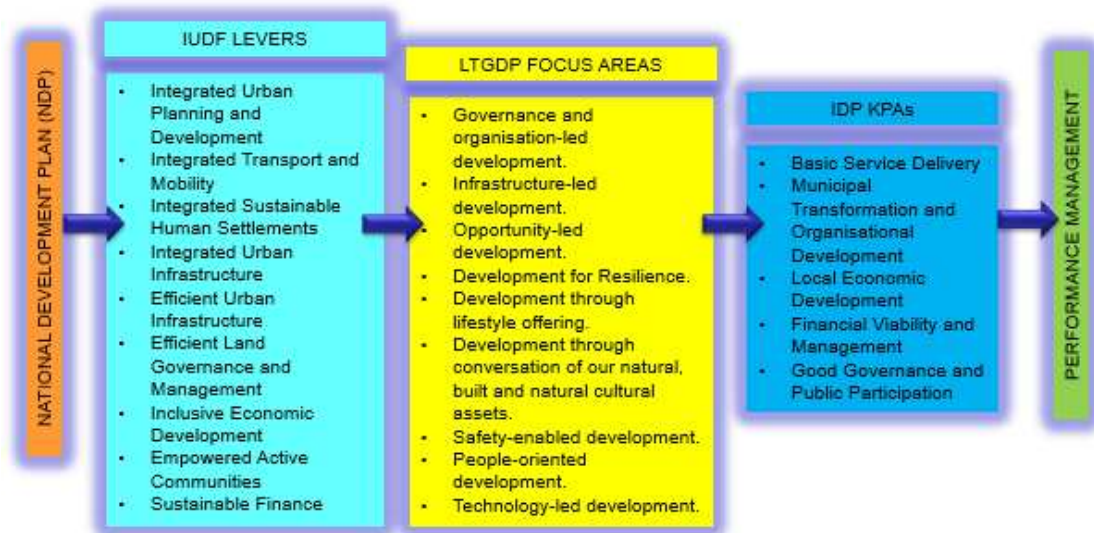 NATIONAL DEVELOPMENT PLAN (NDP)
IUDF LEVERS
• Integrated Urban
Planning and
Development
• Integrated Transport and
Mobility
• Integrated Sustainable
Human Settlements
• Integrated Urban
Infrastructure
• Efficient Urban
Infrastructure
• Efficient Land
Governance and
Management
• Inclusive Economic
Development
• Empowered Active
Communities
• Sustainable Finance
LTGDP FOCUS AREAS
• Governance and
organisation-led
development.
• Infrastructure-led
development.
• Opportunity-led
development.
• Development for Resilience.
• Development through
lifestyle offering.
• Development through
conversation of our natural,
built and natural cultural
assets.
• Safety-enabled development.
• People-oriented
development.
• Technology-led development.
IDP KPAs
• Basic Service Delivery
• Municipal
Transformation and
Organisational
Development
• Local Economic
Development
• Financial Viability and
Management
• Good Governance and
Public Participation
PERFORMANCE MANAGEMENT